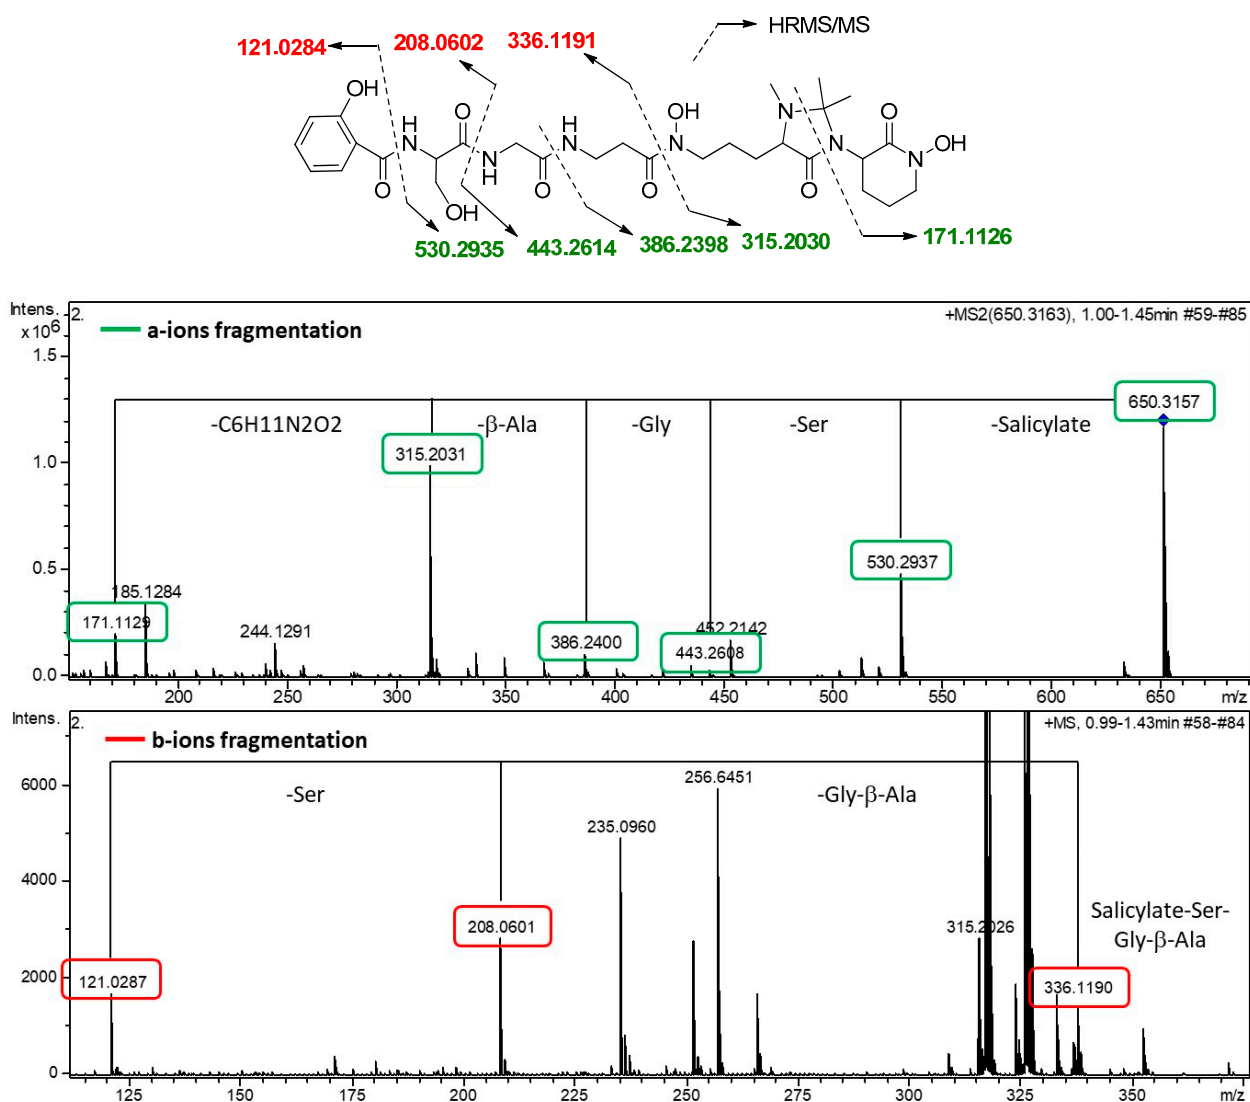 HRMS/MS
121.0284
208.0602
336.1191
OH
OH
OH
H
N
O
H
N
N
N
N
O
O
N
H
O
N
O
O
N
OH
O
530.2935
443.2614
386.2398
315.2030
171.1126
Intens. 2.
x10^6
a-ions fragmentation
+MS2(650.3163), 1.00-1.45min #59-#85
1.5
1.0
0.5
0.0
-C6H11N2O2
-β-Ala
-Gly
-Ser
-Salicylate
650.3157
315.2031
530.2937
185.1284
171.1129
244.1291
386.2400
452.2142
443.2608
200 250 300 350 400 450 500 550 600 650 m/z
Intens. 2.
b-ions fragmentation
+MS, 0.99-1.43min #58-#84
6000
4000
2000
0
-Ser
-Gly-β-Ala
256.6451
235.0960
208.0601
315.2026
121.0287
336.1190
Salicylate-Ser-
Gly-β-Ala
125 150 175 200 225 250 275 300 325 350 m/z